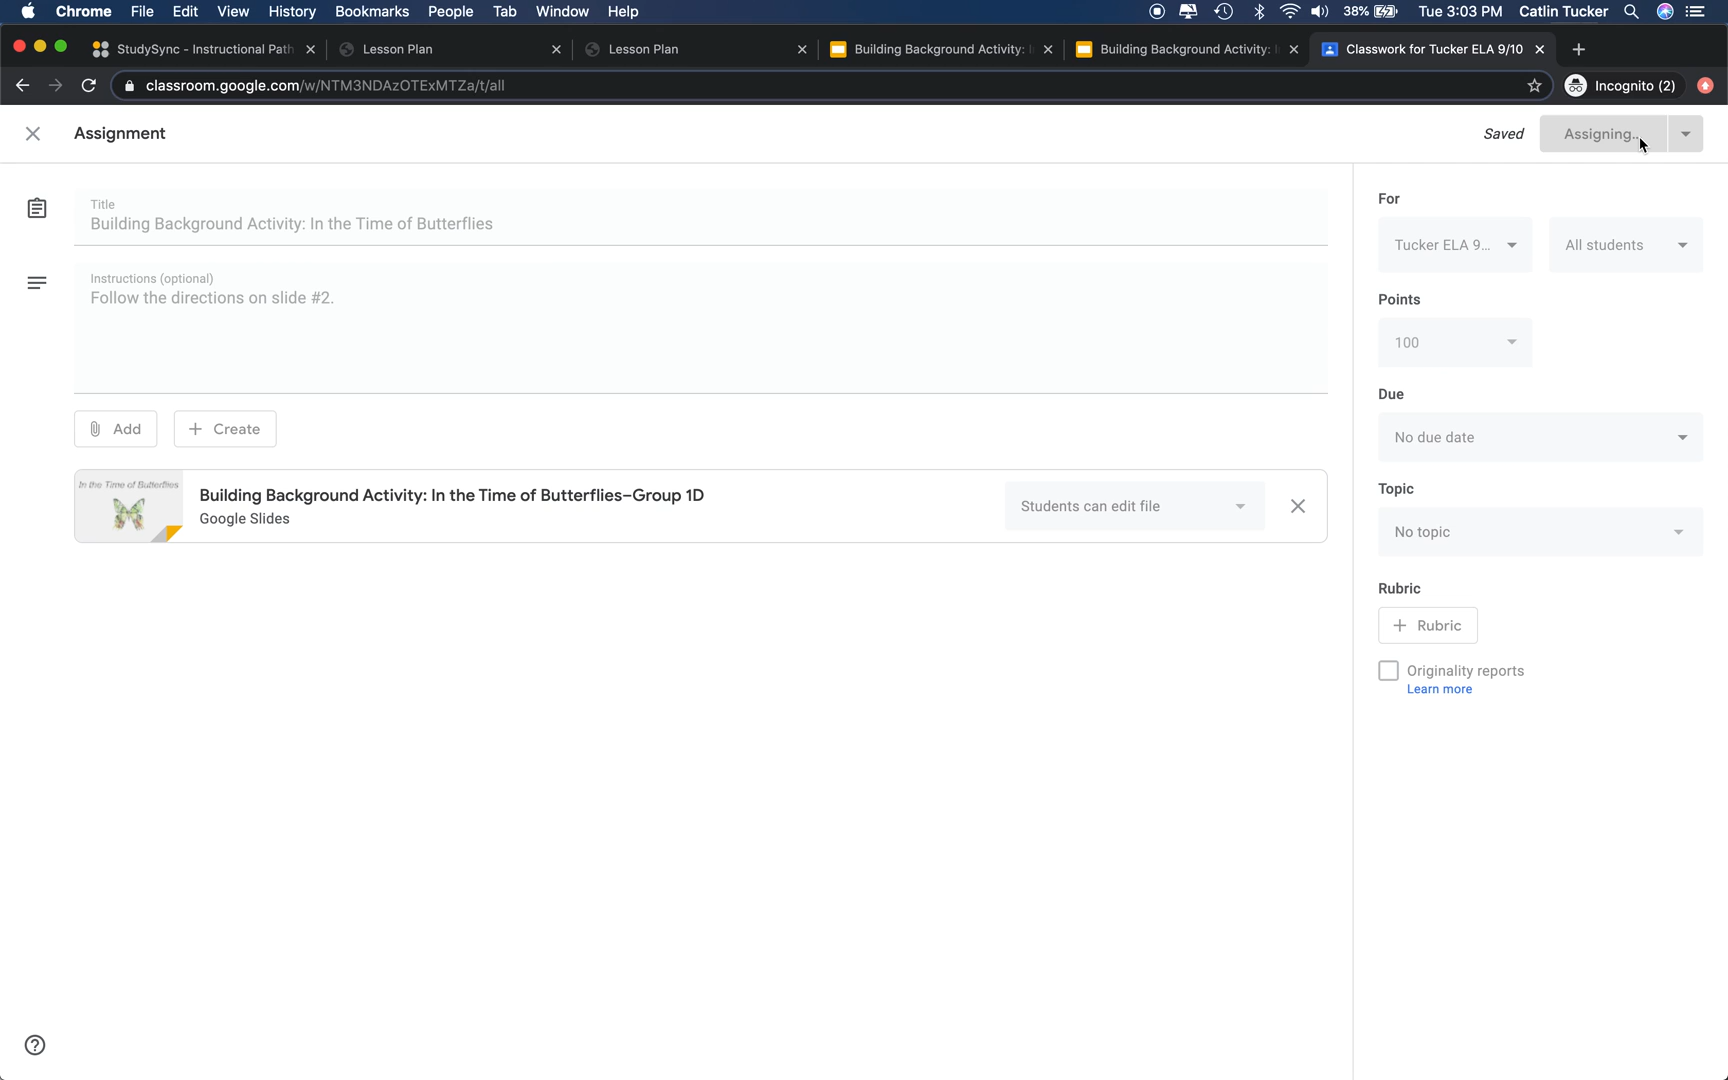 Chrome File Edit View History Bookmarks People Tab Window Help 38% Tue 3:03 PM Catlin Tucker
StudySync - Instructional Path Lesson Plan Lesson Plan Building Background Activity: I Building Background Activity: I Classwork for Tucker ELA 9/10
classroom.google.com/w/NTM3NDAzOTExMTZa/t/all Incognito (2)
Assignment Saved Assigning...
For
Title
Building Background Activity: In the Time of Butterflies
Tucker ELA 9... All students
Instructions (optional)
Follow the directions on slide #2.
Points
100
Due
Add + Create
No due date
In the Time of Butterflies
Building Background Activity: In the Time of Butterflies–Group 1D
Google Slides
Students can edit file
Topic
No topic
Rubric
+ Rubric
Originality reports
Learn more